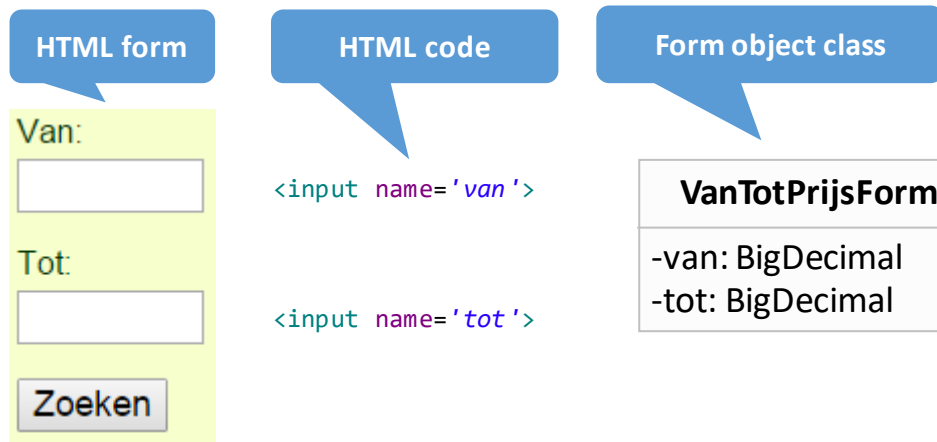 HTML form
HTML code
Form object class
Van:
<input name='van'>
VanTotPrijsForm
Tot:
-van: BigDecimal
-tot: BigDecimal
<input name='tot'>
Zoeken